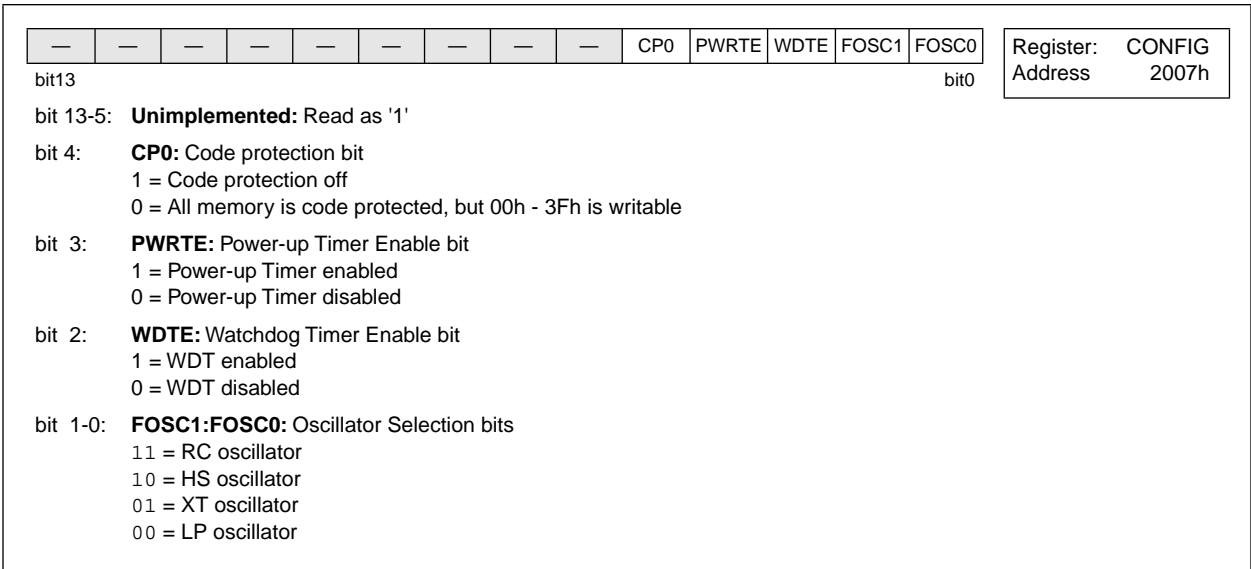 — — — — — — — — — CP0 PWRTE WDTE FOSC1 FOSC0
bit13 bit0
Register: CONFIG
Address 2007h
bit 13-5: Unimplemented: Read as '1'
bit 4: CP0: Code protection bit
1 = Code protection off
0 = All memory is code protected, but 00h - 3Fh is writable
bit 3: PWRTE: Power-up Timer Enable bit
1 = Power-up Timer enabled
0 = Power-up Timer disabled
bit 2: WDTE: Watchdog Timer Enable bit
1 = WDT enabled
0 = WDT disabled
bit 1-0: FOSC1:FOSC0: Oscillator Selection bits
11 = RC oscillator
10 = HS oscillator
01 = XT oscillator
00 = LP oscillator